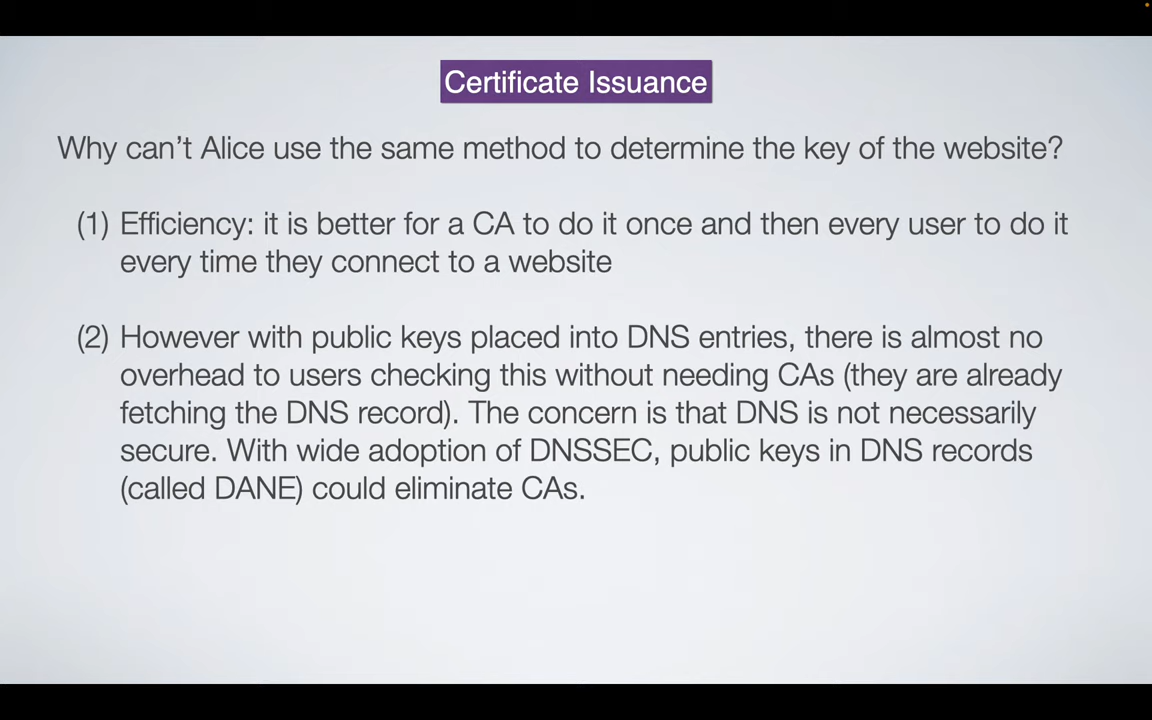 Certificate Issuance
Why can't Alice use the same method to determine the key of the website?
(1) Efficiency: it is better for a CA to do it once and then every user to do it
every time they connect to a website
(2) However with public keys placed into DNS entries, there is almost no
overhead to users checking this without needing CAs (they are already
fetching the DNS record). The concern is that DNS is not necessarily
secure. With wide adoption of DNSSEC, public keys in DNS records
(called DANE) could eliminate CAs.